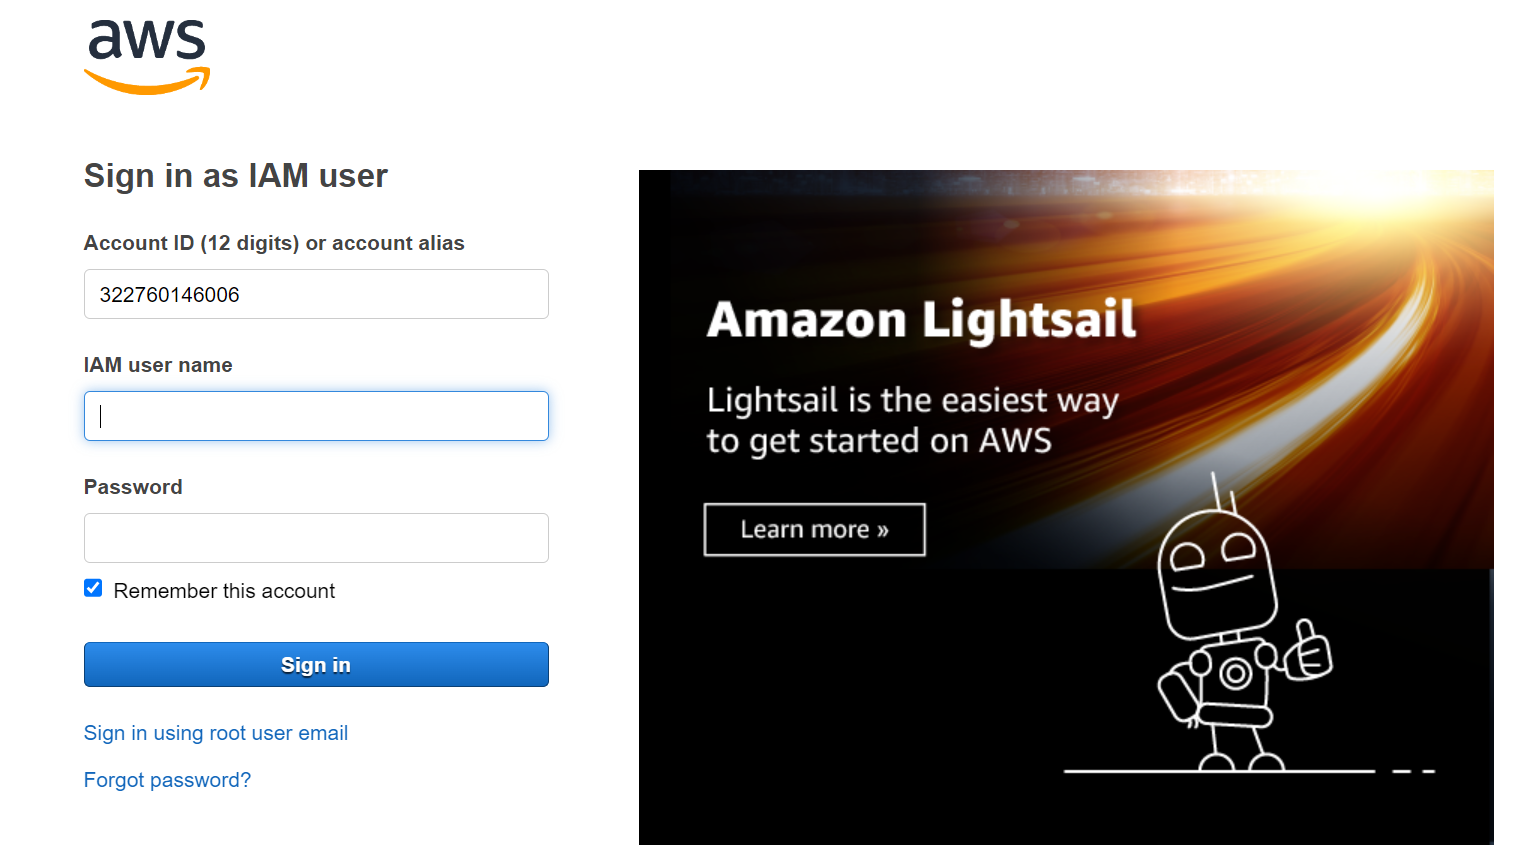 aws
Sign in as IAM user
Account ID (12 digits) or account alias
322760146006
IAM user name
Password
Remember this account
Sign in
Sign in using root user email
Forgot password?
Amazon Lightsail
Lightsail is the easiest way
to get started on AWS
Learn more »